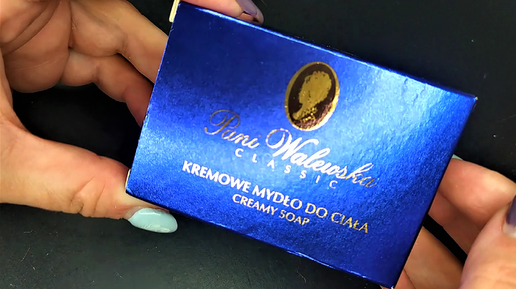 Pani Walewska
CLASSIC
KREMOWE MYDŁO DO CIAŁA
CREAMY SOAP